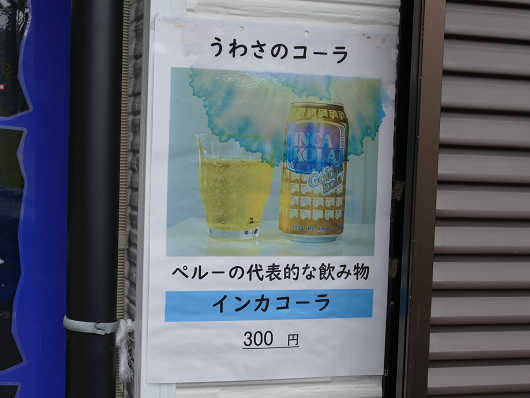 うわさのコーラ
INCA
KOLA
ペルーの代表的な飲み物
インカコーラ
300 円